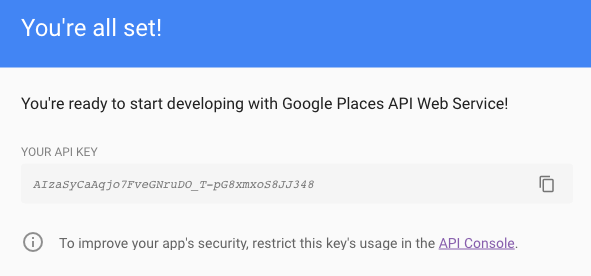 You're all set!
You're ready to start developing with Google Places API Web Service!
YOUR API KEY
AIzaSyCaAqjo7FveGNruDO_T-pG8xmxoS8JJ348
To improve your app's security, restrict this key's usage in the API Console.